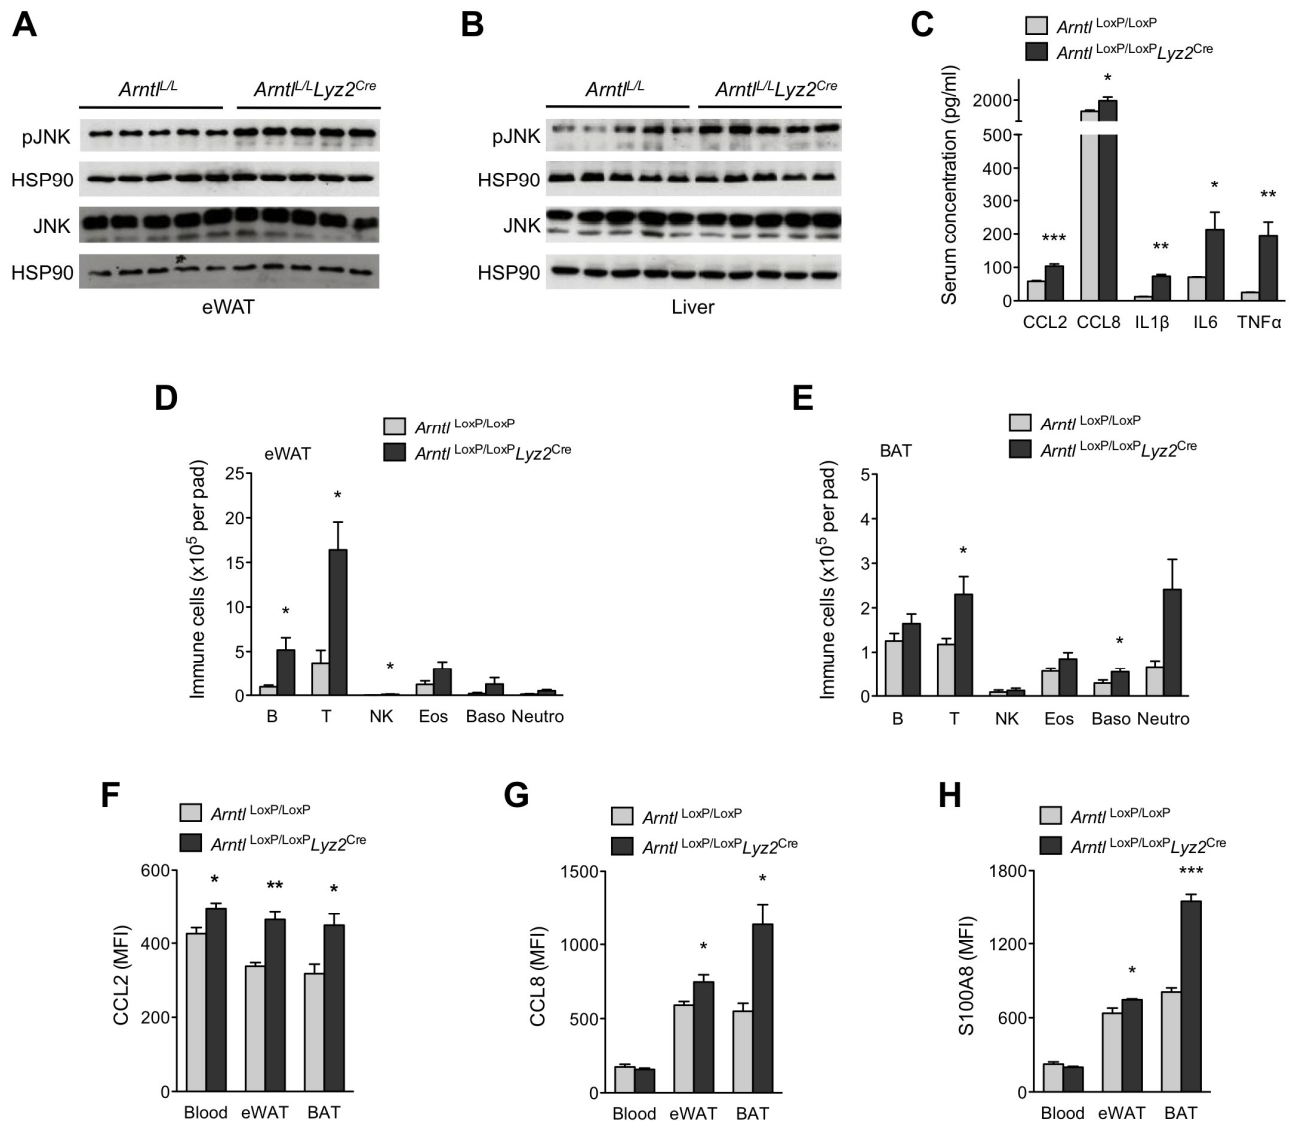 A
Arntl L/L
Arntl L/L Lyz2 Cre
pJNK
HSP90
JNK
HSP90
eWAT
B
Arntl L/L
Arntl L/L Lyz2 Cre
pJNK
HSP90
JNK
HSP90
Liver
C
Arntl LoxP/LoxP
Arntl LoxP/LoxP Lyz2 Cre
Serum concentration (pg/ml)
2000
500
400
300
200
100
0
***
*
**
*
**
CCL2 CCL8 IL1β IL6 TNFα
D
Arntl LoxP/LoxP
Arntl LoxP/LoxP Lyz2 Cre
eWAT
Immune cells (x10⁵ per pad)
25
20
15
10
5
0
*
*
*
B T NK Eos Baso Neutro
E
Arntl LoxP/LoxP
Arntl LoxP/LoxP Lyz2 Cre
BAT
Immune cells (x10⁵ per pad)
5
4
3
2
1
0
*
*
B T NK Eos Baso Neutro
F
Arntl LoxP/LoxP
Arntl LoxP/LoxP Lyz2 Cre
CCL2 (MFI)
600
400
200
0
* ** *
Blood eWAT BAT
G
Arntl LoxP/LoxP
Arntl LoxP/LoxP Lyz2 Cre
CCL8 (MFI)
1500
1000
500
0
*
*
Blood eWAT BAT
H
Arntl LoxP/LoxP
Arntl LoxP/LoxP Lyz2 Cre
S100A8 (MFI)
1800
1200
600
0
*
***
Blood eWAT BAT